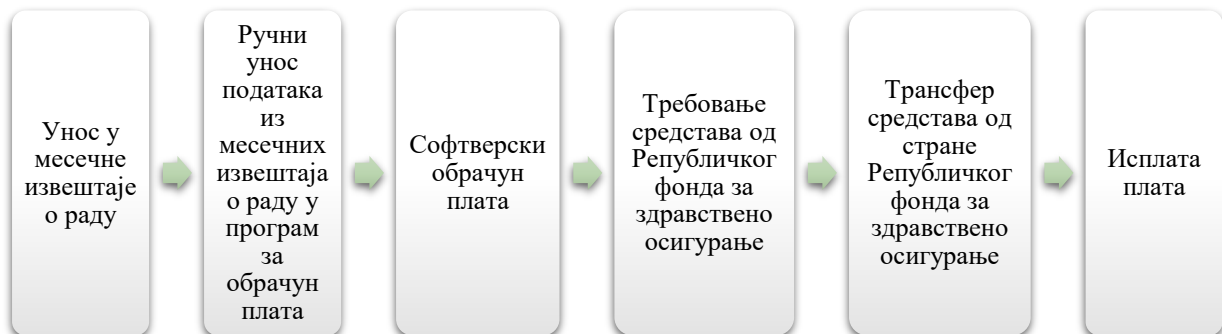 Унос у
месечне
извештаје
о раду
Ручни
унос
података
из
месечних
извештаја
о раду у
програм
за
обрачун
плата
Софтверски
обрачун
плата
Требовање
средстава од
Републичког
фонда за
здравствено
осигурање
Трансфер
средстава од
стране
Републичког
фонда за
здравствено
осигурање
Исплата
плата